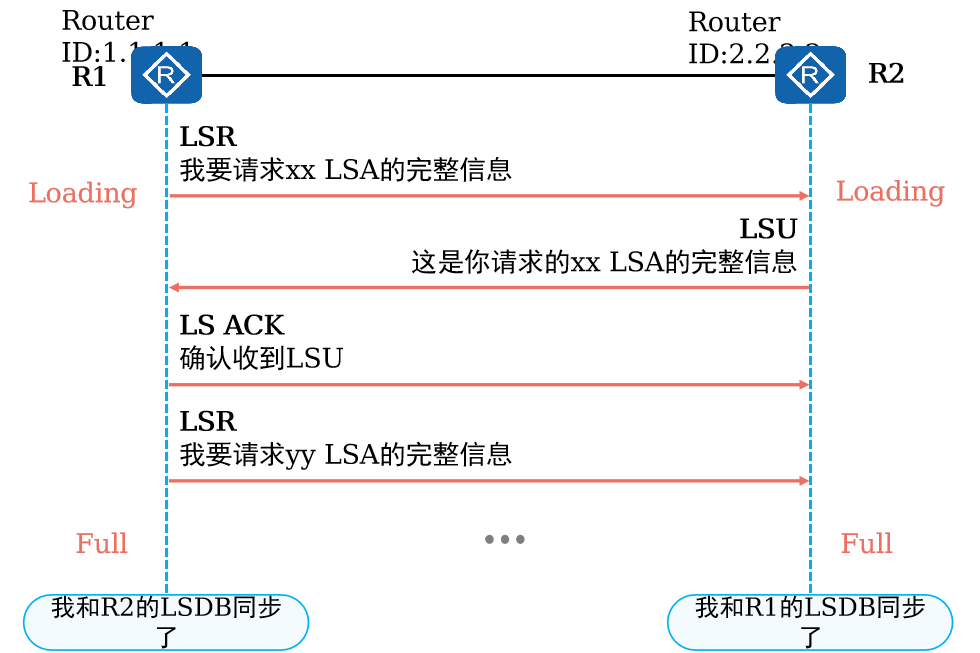 Router
ID:1.1.1.1
R1
R
Router
ID:2.2.2.2
R
R2
LSR
我要请求xx LSA的完整信息
Loading
Loading
LSU
这是你请求的xx LSA的完整信息
LS ACK
确认收到LSU
LSR
我要请求yy LSA的完整信息
Full
...
Full
我和R2的LSDB同步
了
我和R1的LSDB同步
了